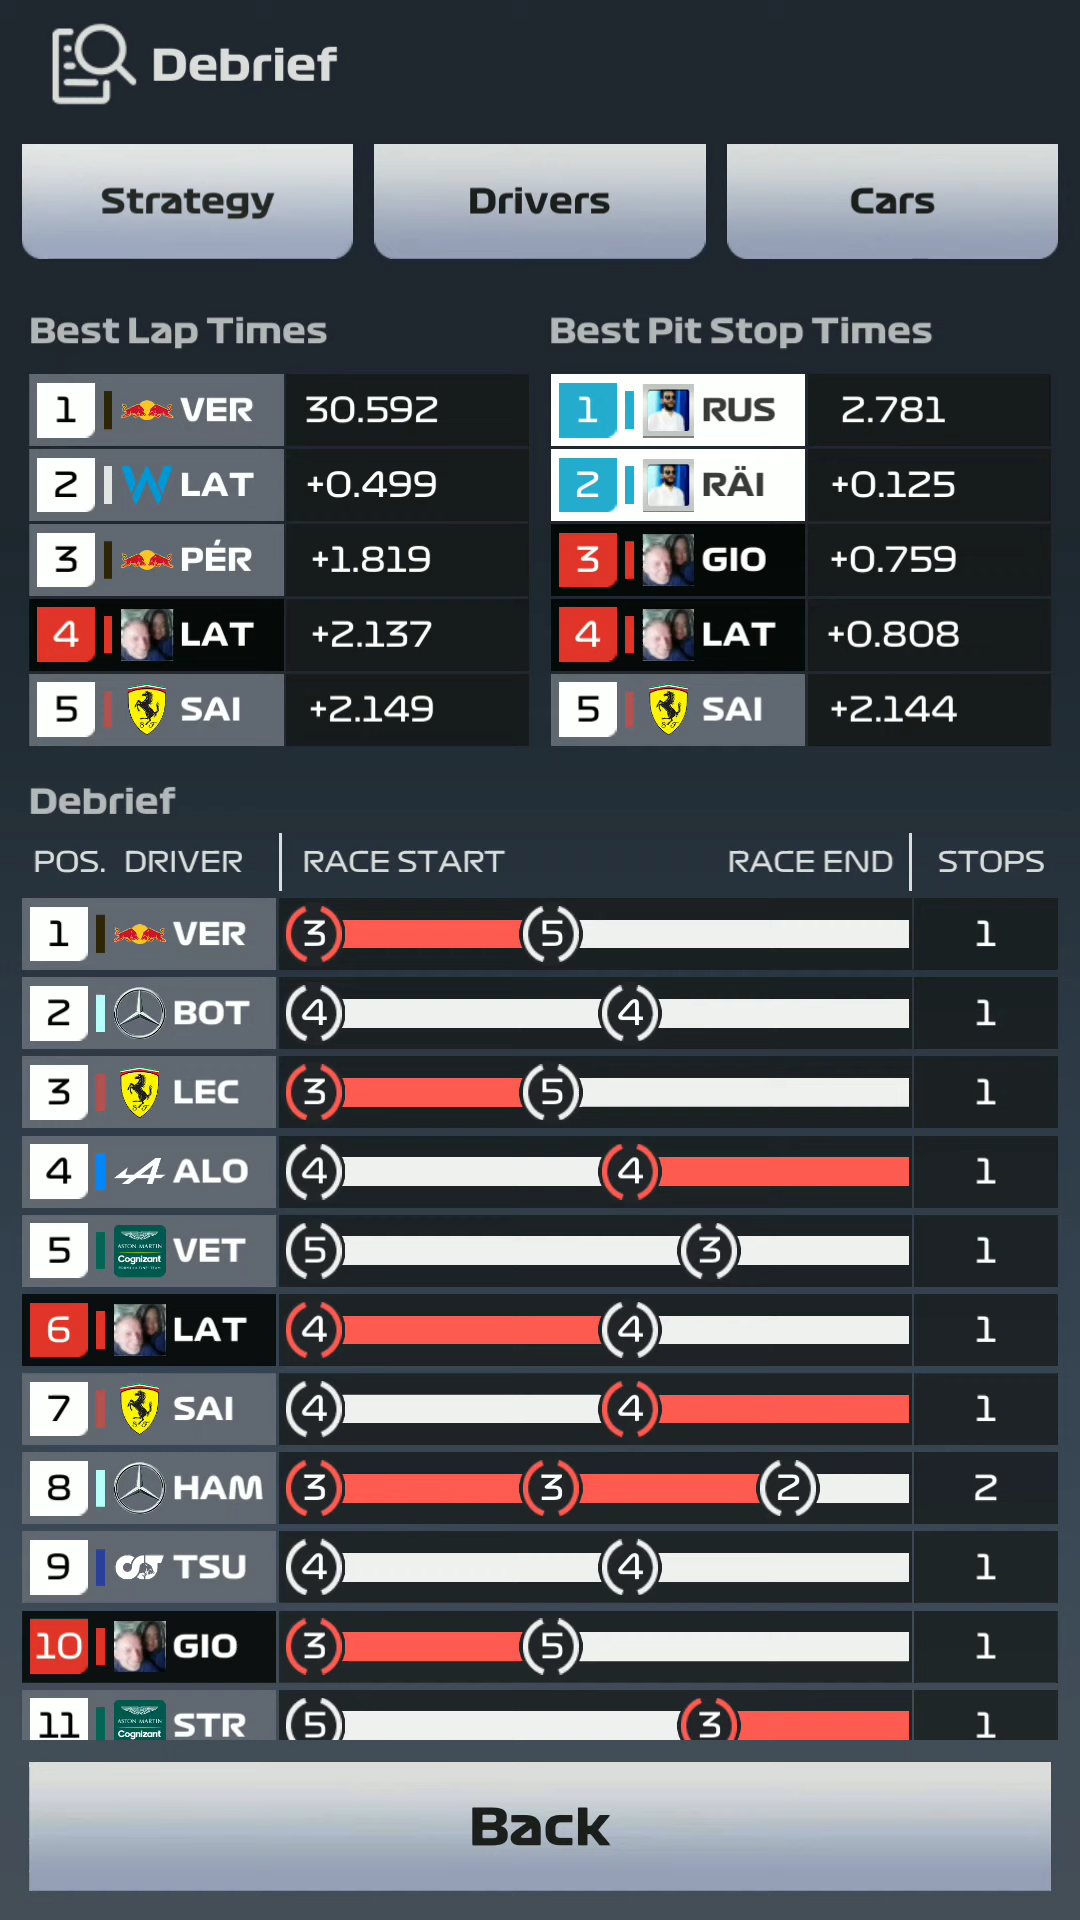 Debrief
Strategy Drivers Cars
Best Lap Times Best Pit Stop Times
1 VER 30.592 1 RUS 2.781
2 LAT +0.499 2 RÄI +0.125
3 PÉR +1.819 3 GIO +0.759
4 LAT +2.137 4 LAT +0.808
5 SAI +2.149 5 SAI +2.144
Debrief
POS. DRIVER RACE START RACE END STOPS
1 VER 3 5 1
2 BOT 4 4 1
3 LEC 3 5 1
4 ALO 4 4 1
5 ASTON MARTIN Cognizant VET 5 3 1
6 LAT 4 4 1
7 SAI 4 4 1
8 HAM 3 3 2 2
9 TSU 4 4 1
10 GIO 3 5 1
11 ASTON MARTIN Cognizant STR 5 3 1
Back